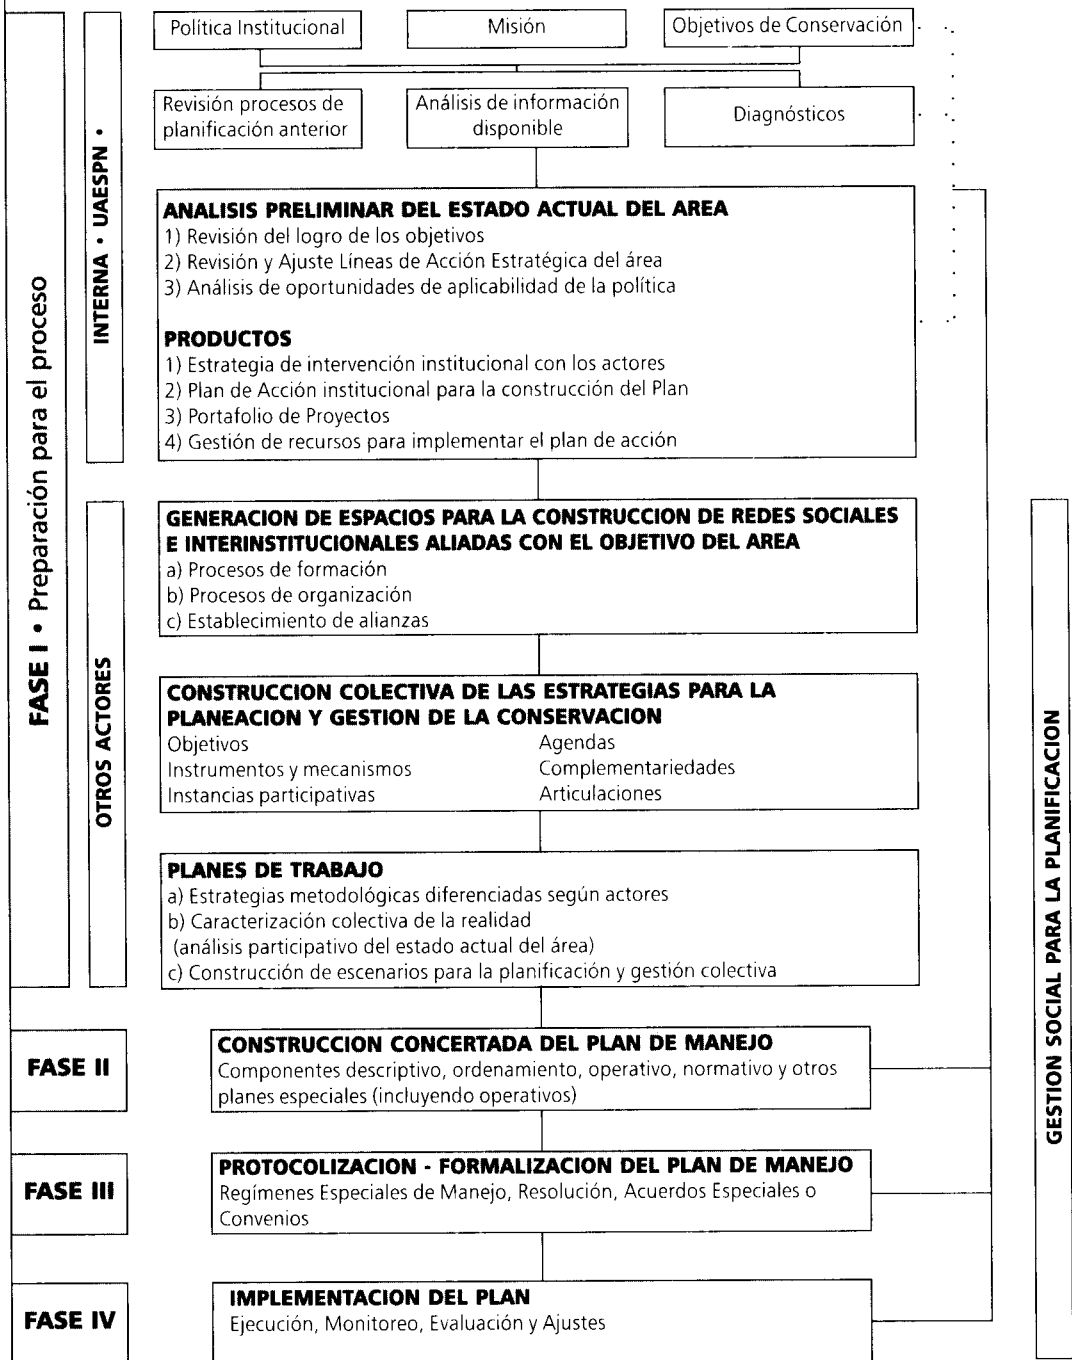 Política Institucional
Misión
Objetivos de Conservación
Revisión procesos de
planificación anterior
Análisis de información
disponible
Diagnósticos
FASE I • Preparación para el proceso
INTERNA • UAESPN •
ANALISIS PRELIMINAR DEL ESTADO ACTUAL DEL AREA
1) Revisión del logro de los objetivos
2) Revisión y Ajuste Líneas de Acción Estratégica del área
3) Análisis de oportunidades de aplicabilidad de la política
PRODUCTOS
1) Estrategia de intervención institucional con los actores
2) Plan de Acción institucional para la construcción del Plan
3) Portafolio de Proyectos
4) Gestión de recursos para implementar el plan de acción
OTROS ACTORES
GENERACION DE ESPACIOS PARA LA CONSTRUCCION DE REDES SOCIALES
E INTERINSTITUCIONALES ALIADAS CON EL OBJETIVO DEL AREA
a) Procesos de formación
b) Procesos de organización
c) Establecimiento de alianzas
CONSTRUCCION COLECTIVA DE LAS ESTRATEGIAS PARA LA
PLANEACION Y GESTION DE LA CONSERVACION
Objetivos
Instrumentos y mecanismos
Instancias participativas
Agendas
Complementariedades
Articulaciones
PLANES DE TRABAJO
a) Estrategias metodológicas diferenciadas según actores
b) Caracterización colectiva de la realidad
(análisis participativo del estado actual del área)
c) Construcción de escenarios para la planificación y gestión colectiva
FASE II
CONSTRUCCION CONCERTADA DEL PLAN DE MANEJO
Componentes descriptivo, ordenamiento, operativo, normativo y otros
planes especiales (incluyendo operativos)
FASE III
PROTOCOLIZACION - FORMALIZACION DEL PLAN DE MANEJO
Regímenes Especiales de Manejo, Resolución, Acuerdos Especiales o
Convenios
FASE IV
IMPLEMENTACION DEL PLAN
Ejecución, Monitoreo, Evaluación y Ajustes
GESTION SOCIAL PARA LA PLANIFICACION